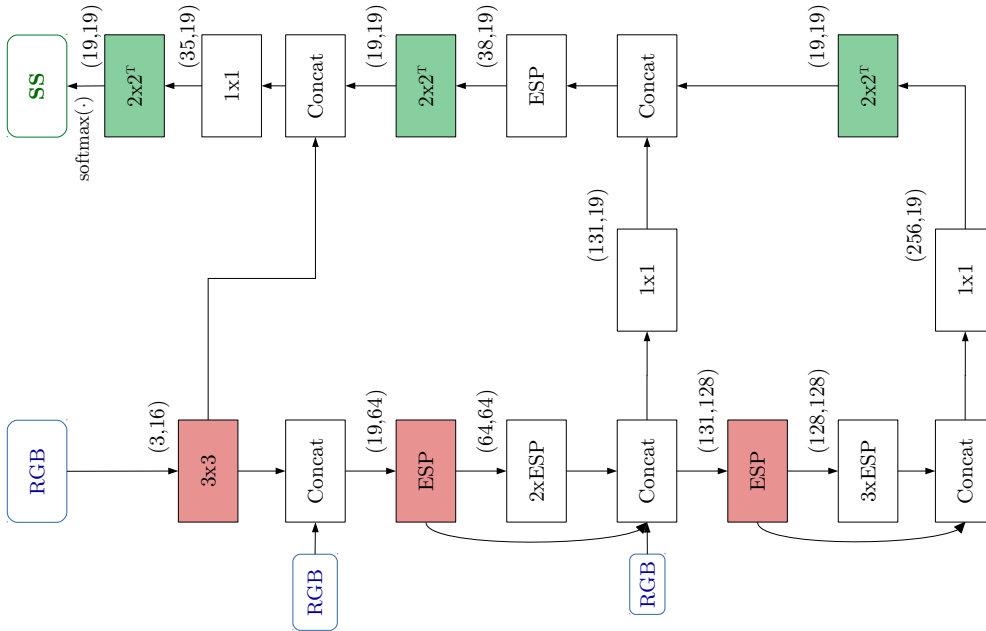 RGB
(3,16)
3x3
RGB
Concat
(19,64)
ESP
(64,64)
2xESP
RGB
Concat
(131,128)
ESP
(128,128)
3xESP
Concat
(131,19)
1x1
(256,19)
1x1
SS
softmax(·)
(19,19)
2x2ᵀ
(35,19)
1x1
Concat
(19,19)
2x2ᵀ
(38,19)
ESP
Concat
(19,19)
2x2ᵀ